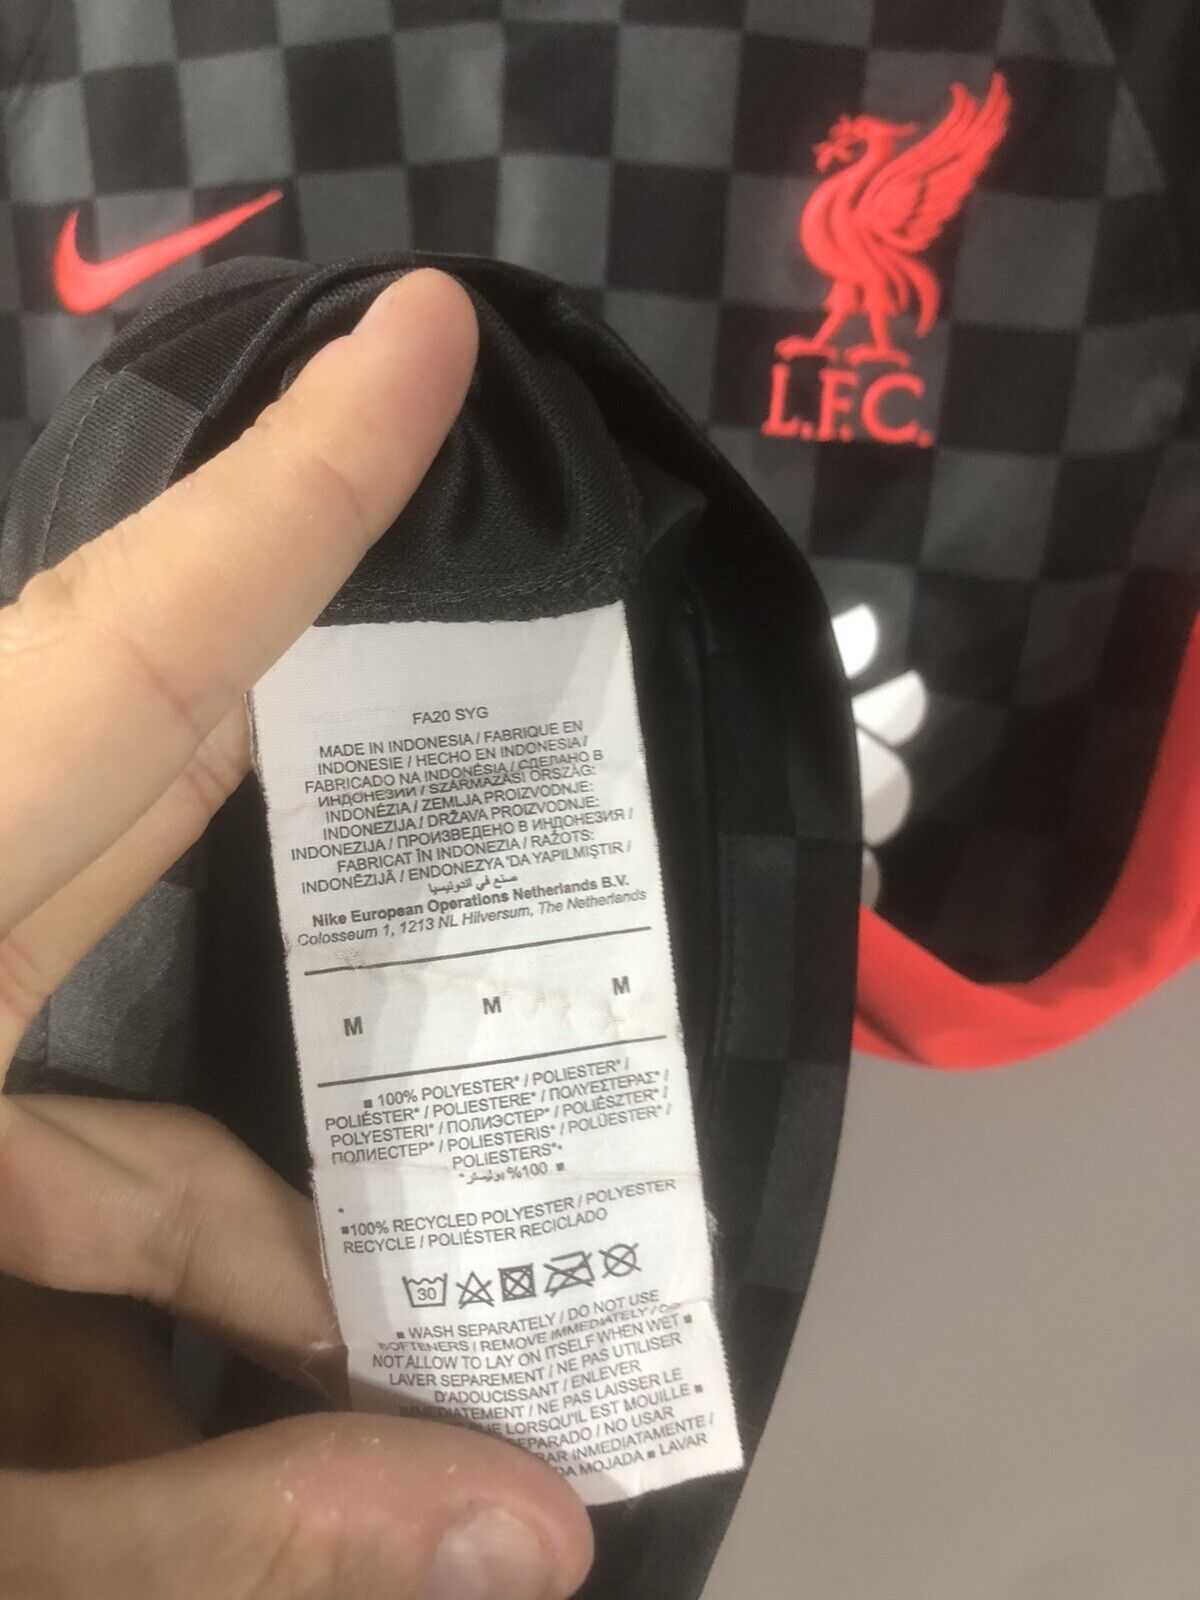 L.F.C.
FA20 SYG
MADE IN INDONESIA / FABRIQUE EN
INDONESIE / HECHO EN INDONESIA /
FABRICADO NA INDONÉSIA / СДЕЛАНО В
ИНДОНЕЗИИ / SZÁRMAZÁSI ORSZÁG:
INDONÉZIA / ZEMLJA PROIZVODNJE:
INDONEZIJA / DRŽAVA PROIZVODNJE:
INDONEZIJA / ПРОИЗВЕДЕНО В ИНДОНЕЗИЯ /
FABRICAT ÎN INDONEZIA / RAŽOTS:
INDONĒZIJĀ / ENDONEZYA 'DA YAPILMIŞTIR /
صنع في اندونيسيا
Nike European Operations Netherlands B.V.
Colosseum 1, 1213 NL Hilversum, The Netherlands
M M M
■ 100% POLYESTER* / POLIESTER* /
POLIÉSTER* / POLIESTERE* / ΠΟΛΥΕΣΤΕΡΑΣ* /
POLYESTERI* / ПОЛИЭСТЕР* / POLIÉSZTER* /
ПОЛИЕСТЕР* / POLIESTERIS* / POLÜESTER* /
POLIESTERS*
*بوليستر %100 ■
*
■100% RECYCLED POLYESTER / POLYESTER
RECYCLE / POLIÉSTER RECICLADO
30
■ WASH SEPARATELY / DO NOT USE
SOFTENERS / REMOVE IMMEDIATELY / DO
NOT ALLOW TO LAY ON ITSELF WHEN WET ■
LAVER SEPAREMENT / NE PAS UTILISER
D'ADOUCISSANT / ENLEVER
IMMEDIATEMENT / NE PAS LAISSER LE
LORSQU'IL EST MOUILLE ■
/ NO USAR
INMEDIATAMENTE /
MOJADA ■ LAVAR